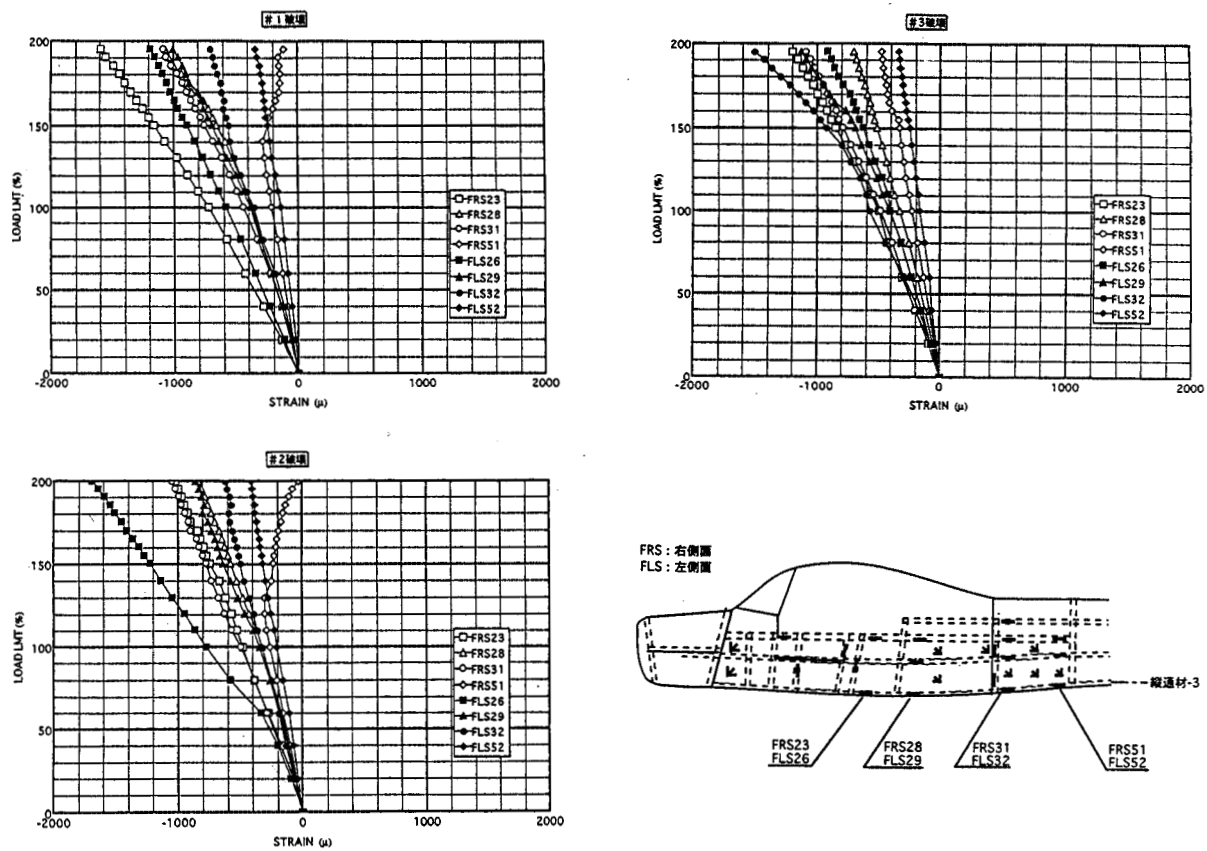 #1破壊
200
150
100
50
0
LOAD LMT (%)
-2000
-1000
0
1000
2000
STRAIN (μ)
FRS23
FRS28
FRS31
FRS51
FLS26
FLS29
FLS32
FLS52
#3破壊
200
150
100
50
0
LOAD LMT (%)
-2000
-1000
0
1000
2000
STRAIN (μ)
FRS23
FRS28
FRS31
FRS51
FLS26
FLS29
FLS32
FLS52
#2破壊
200
150
100
50
0
LOAD LMT (%)
-2000
-1000
0
1000
2000
STRAIN (μ)
FRS23
FRS28
FRS31
FRS51
FLS26
FLS29
FLS32
FLS52
FRS:右側面
FLS:左側面
縦通材-3
FRS23
FLS26
FRS28
FLS29
FRS31
FLS32
FRS51
FLS52